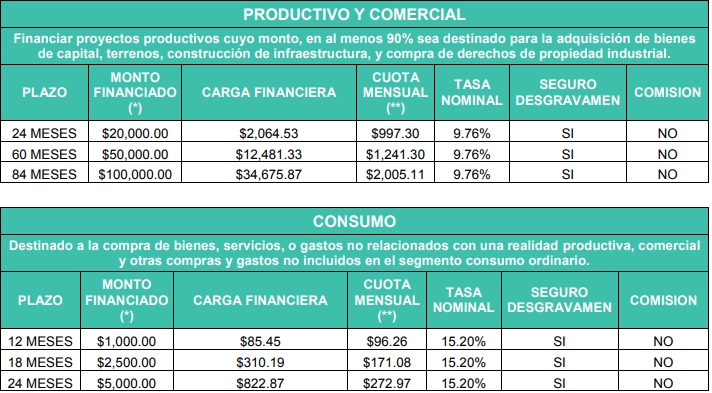 PRODUCTIVO Y COMERCIAL
Financiar proyectos productivos cuyo monto, en al menos 90% sea destinado para la adquisición de bienes
de capital, terrenos, construcción de infraestructura, y compra de derechos de propiedad industrial.
PLAZO MONTO FINANCIADO (*) CARGA FINANCIERA CUOTA MENSUAL (**) TASA NOMINAL SEGURO DESGRAVAMEN COMISION
24 MESES $20,000.00 $2,064.53 $997.30 9.76% SI NO
60 MESES $50,000.00 $12,481.33 $1,241.30 9.76% SI NO
84 MESES $100,000.00 $34,675.87 $2,005.11 9.76% SI NO
CONSUMO
Destinado a la compra de bienes, servicios, o gastos no relacionados con una realidad productiva, comercial
y otras compras y gastos no incluidos en el segmento consumo ordinario.
PLAZO MONTO FINANCIADO (*) CARGA FINANCIERA CUOTA MENSUAL (**) TASA NOMINAL SEGURO DESGRAVAMEN COMISION
12 MESES $1,000.00 $85.45 $96.26 15.20% SI NO
18 MESES $2,500.00 $310.19 $171.08 15.20% SI NO
24 MESES $5,000.00 $822.87 $272.97 15.20% SI NO